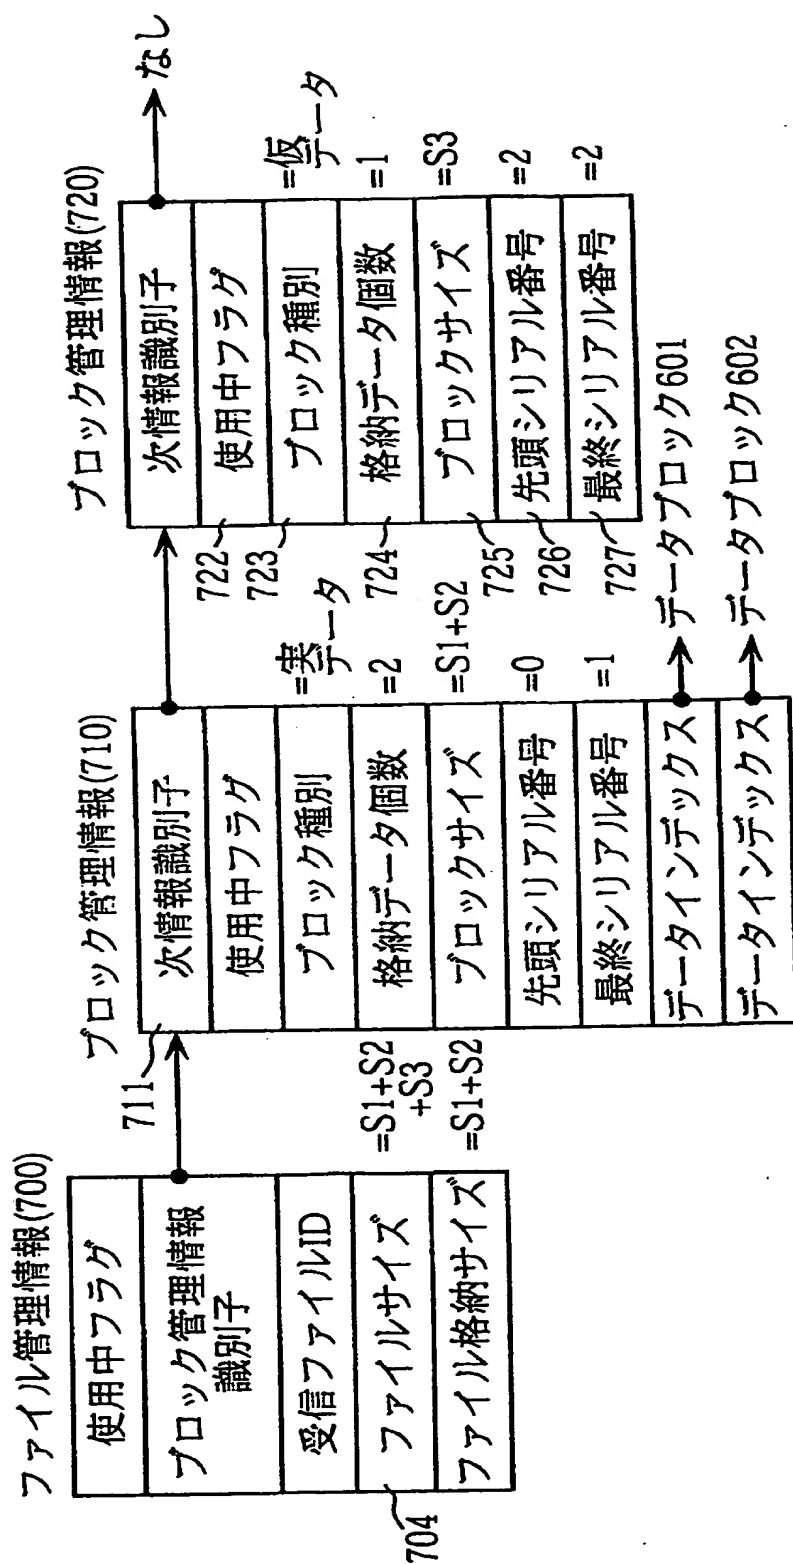 ファイル管理情報(700)
使用中フラグ
ブロック管理情報
識別子
受信ファイルID
ファイルサイズ
=S1+S2
+S3
ファイル格納サイズ
=S1+S2
704
ブロック管理情報(710)
711
次情報識別子
使用中フラグ
ブロック種別
=実
データ
格納データ個数
=2
ブロックサイズ
=S1+S2
先頭シリアル番号
=0
最終シリアル番号
=1
データインデックス
データブロック601
データインデックス
データブロック602
ブロック管理情報(720)
次情報識別子
なし
使用中フラグ
722
ブロック種別
=仮
データ
723
格納データ個数
=1
724
ブロックサイズ
=S3
725
先頭シリアル番号
=2
726
最終シリアル番号
=2
727